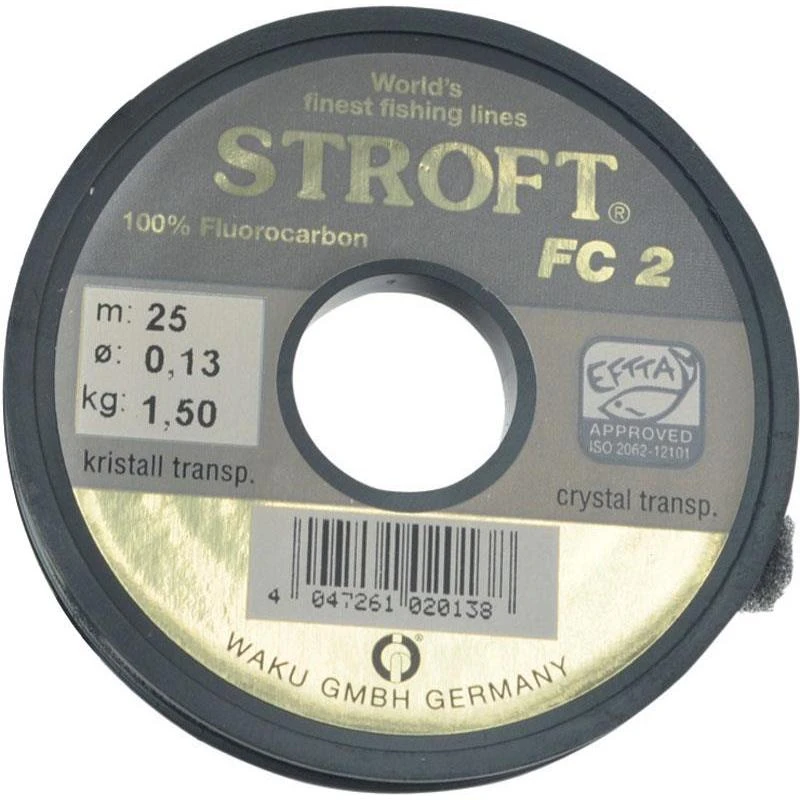 World's
finest fishing lines
STROFT®
100% Fluorocarbon
FC 2
m: 25
ø: 0,13
kg: 1,50
kristall transp.
EFTTA
APPROVED
ISO 2062-12101
crystal transp.
4 047261 020138
®
WAKU GMBH GERMANY